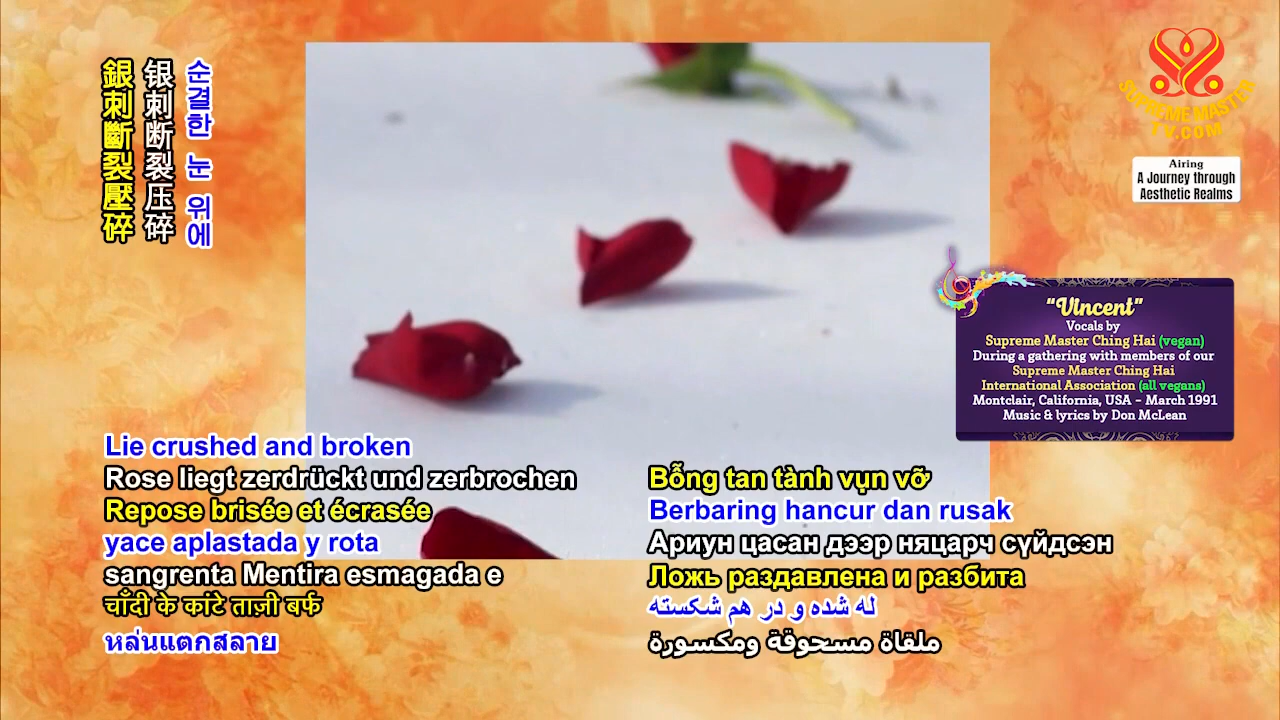 銀刺斷裂壓碎
银刺断裂压碎
순결한 눈 위에
SUPREME MASTER
TV.COM
Airing
A Journey through
Aesthetic Realms
"Vincent"
Vocals by
Supreme Master Ching Hai (vegan)
During a gathering with members of our
Supreme Master Ching Hai
International Association (all vegans)
Montclair, California, USA – March 1991
Music & lyrics by Don McLean
Lie crushed and broken
Rose liegt zerdrückt und zerbrochen
Repose brisée et écrasée
yace aplastada y rota
sangrenta Mentira esmagada e
चाँदी के कांटे ताज़ी बर्फ
หล่นแตกสลาย
Bỗng tan tành vụn vỡ
Berbaring hancur dan rusak
Ариун цасан дээр няцарч сүйдсэн
Ложь раздавлена и разбита
له شده و در هم شکسته
ملقاة مسحوقة ومكسورة